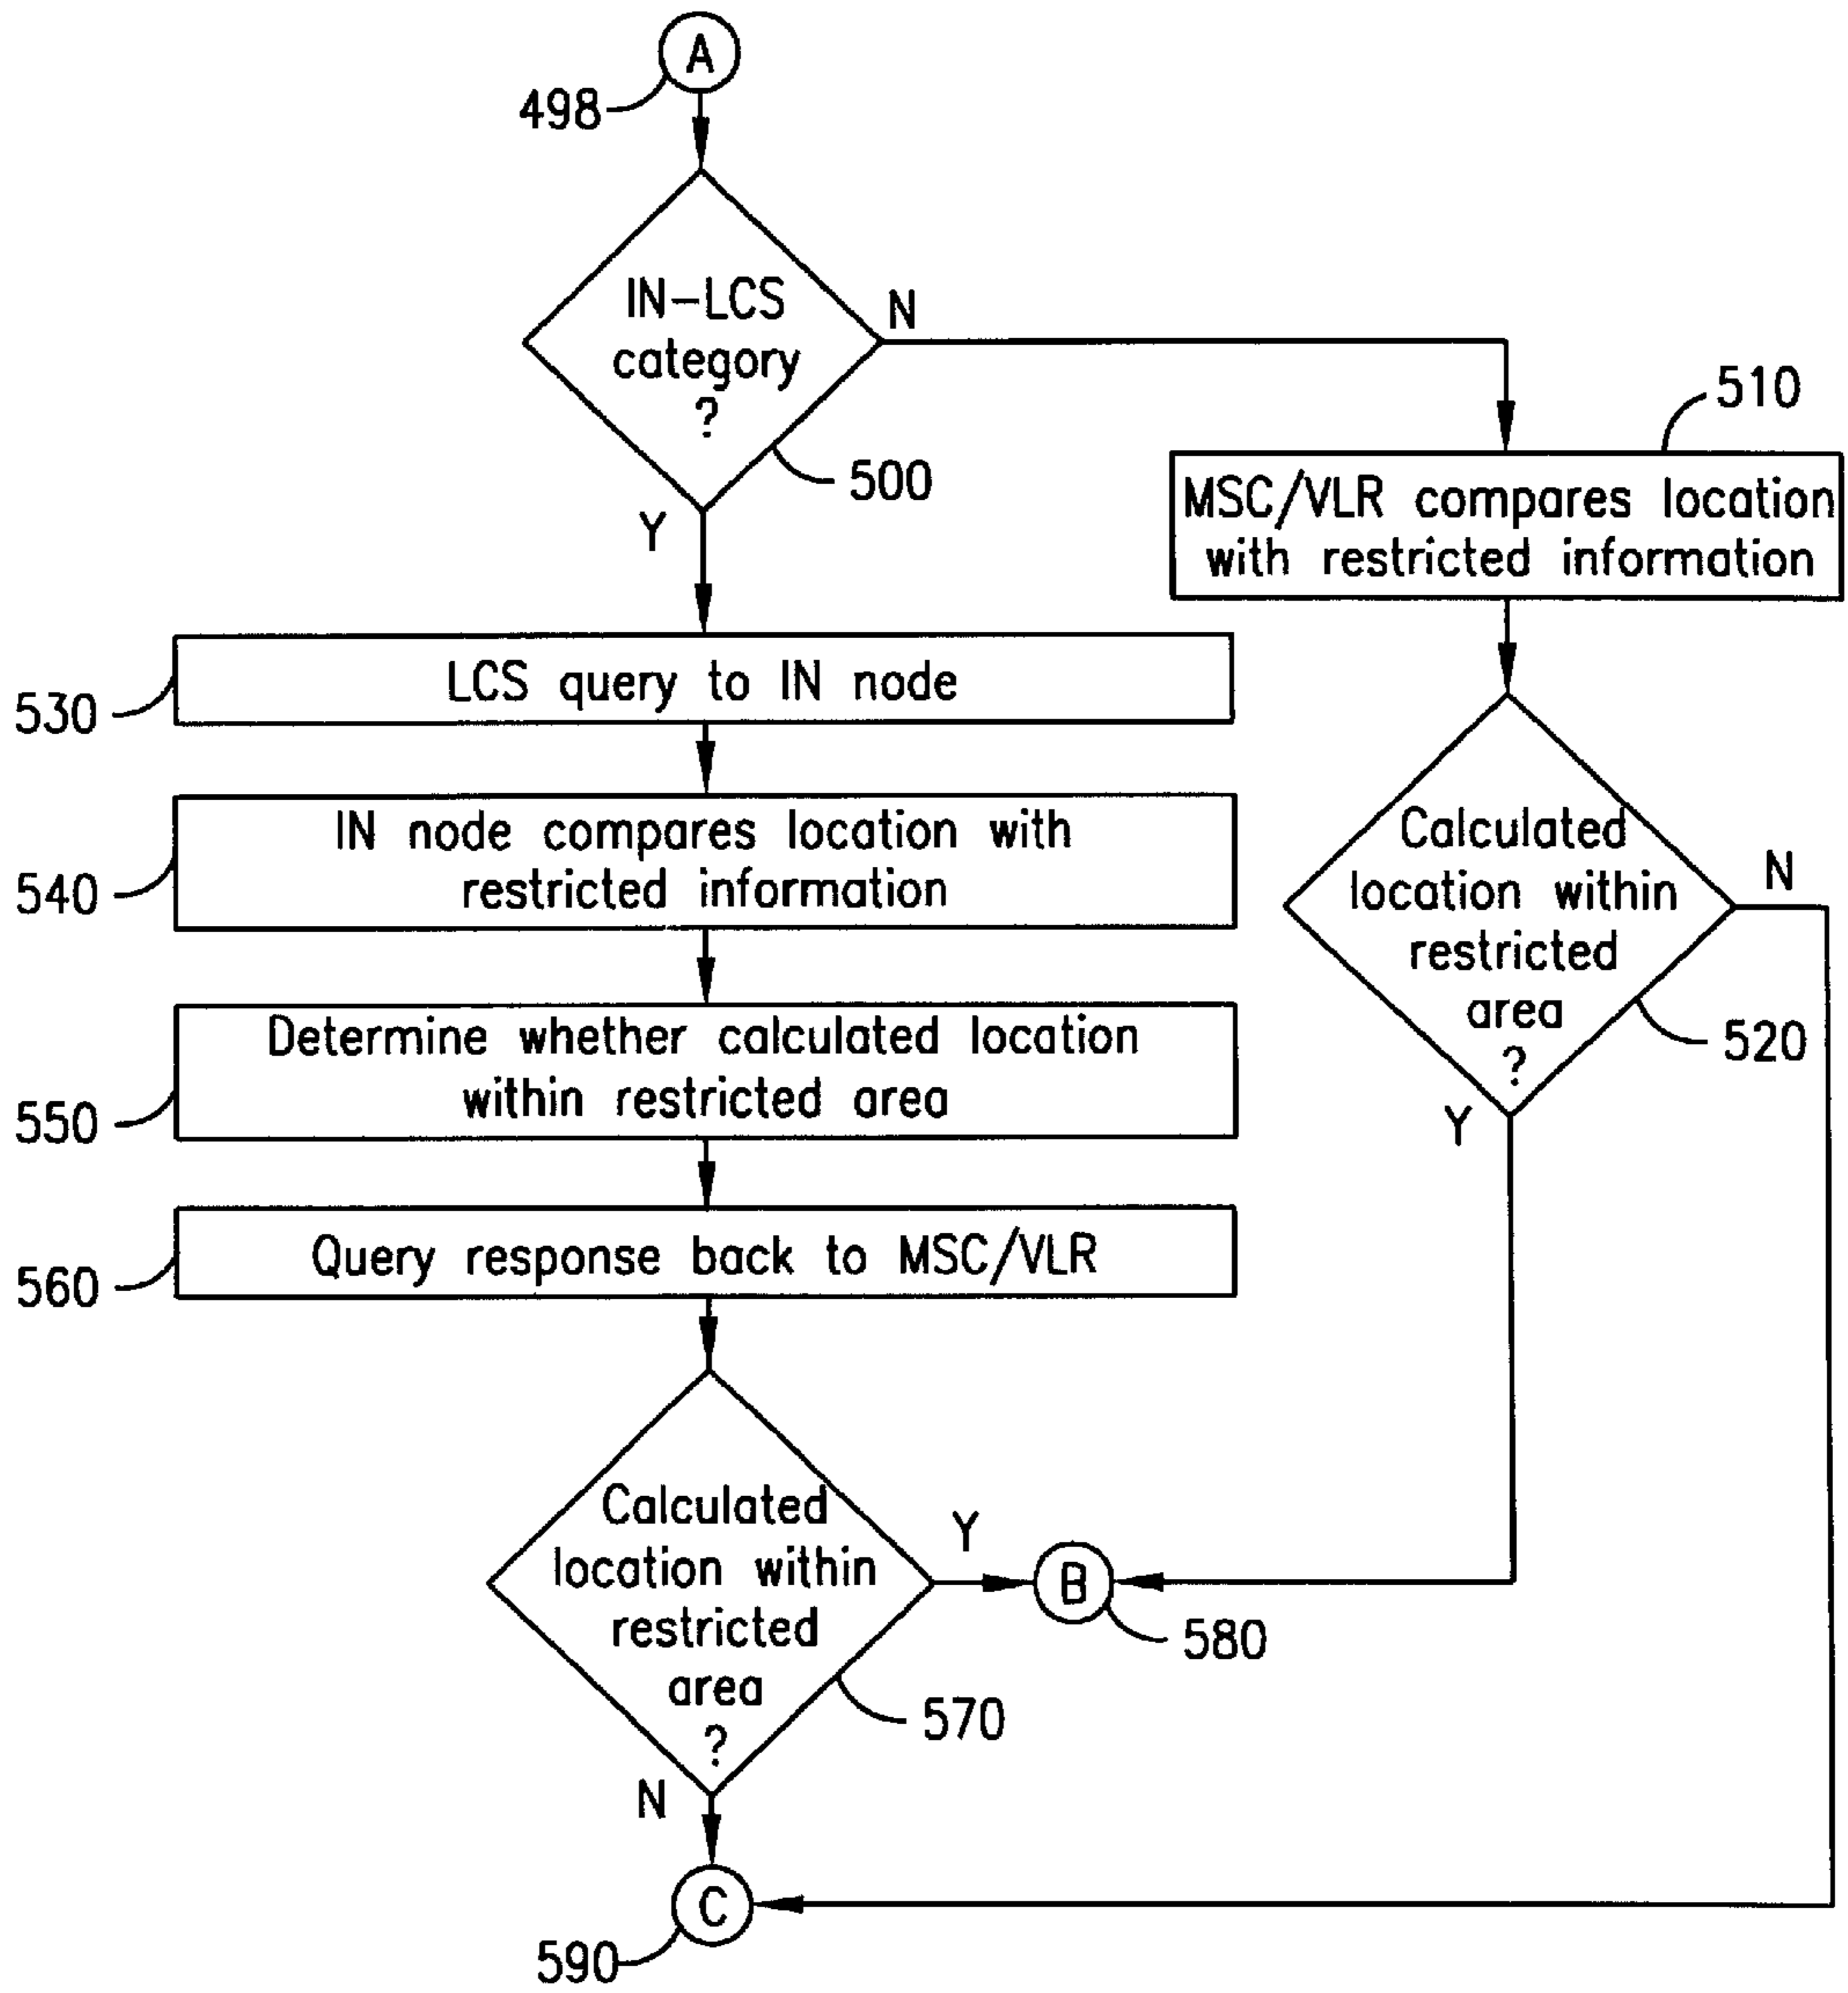 A
498
IN-LCS
category
?
N
500
Y
510
MSC/VLR compares location
with restricted information
530
LCS query to IN node
540
IN node compares location with
restricted information
Calculated
location within
restricted
area
?
N
520
Y
550
Determine whether calculated location
within restricted area
560
Query response back to MSC/VLR
Calculated
location within
restricted
area
?
Y
B
580
570
N
C
590